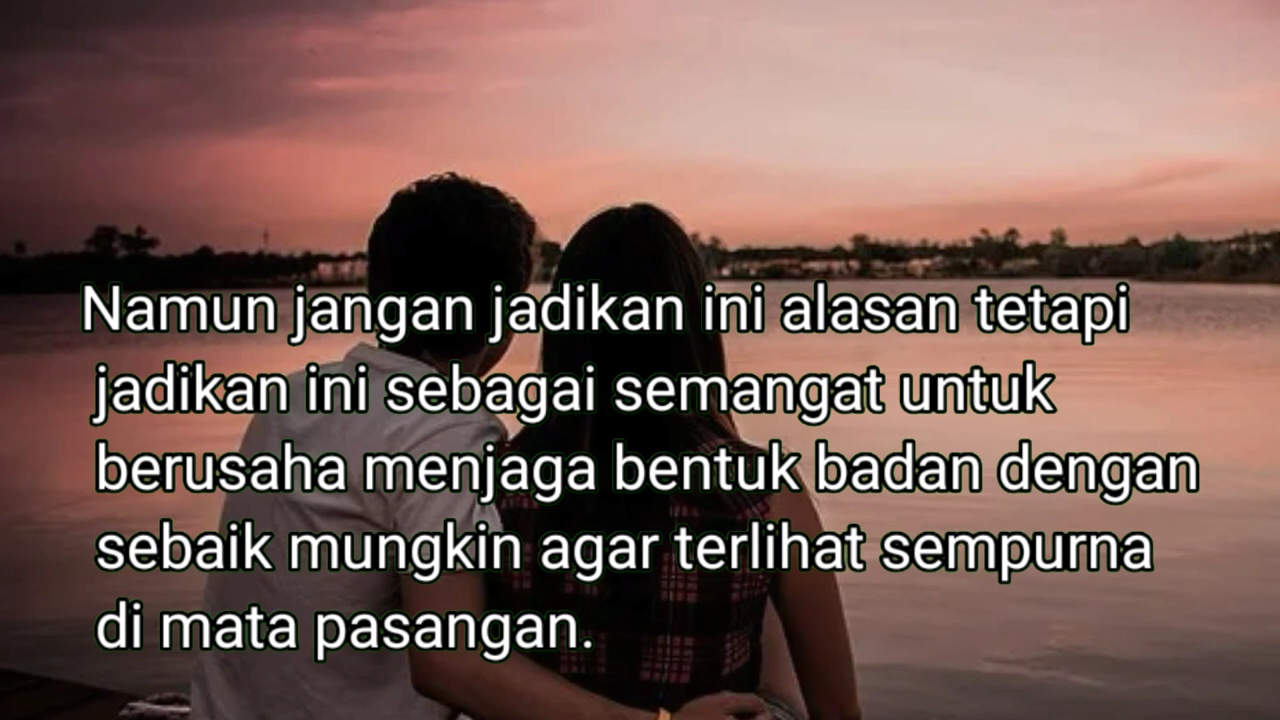 Namun jangan jadikan ini alasan tetapi
jadikan ini sebagai semangat untuk
berusaha menjaga bentuk badan dengan
sebaik mungkin agar terlihat sempurna
di mata pasangan.